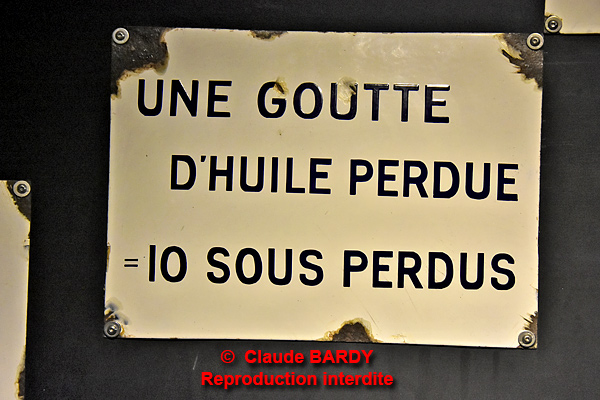 UNE GOUTTE
D'HUILE PERDUE
= 10 SOUS PERDUS
© Claude BARDY
Reproduction interdite